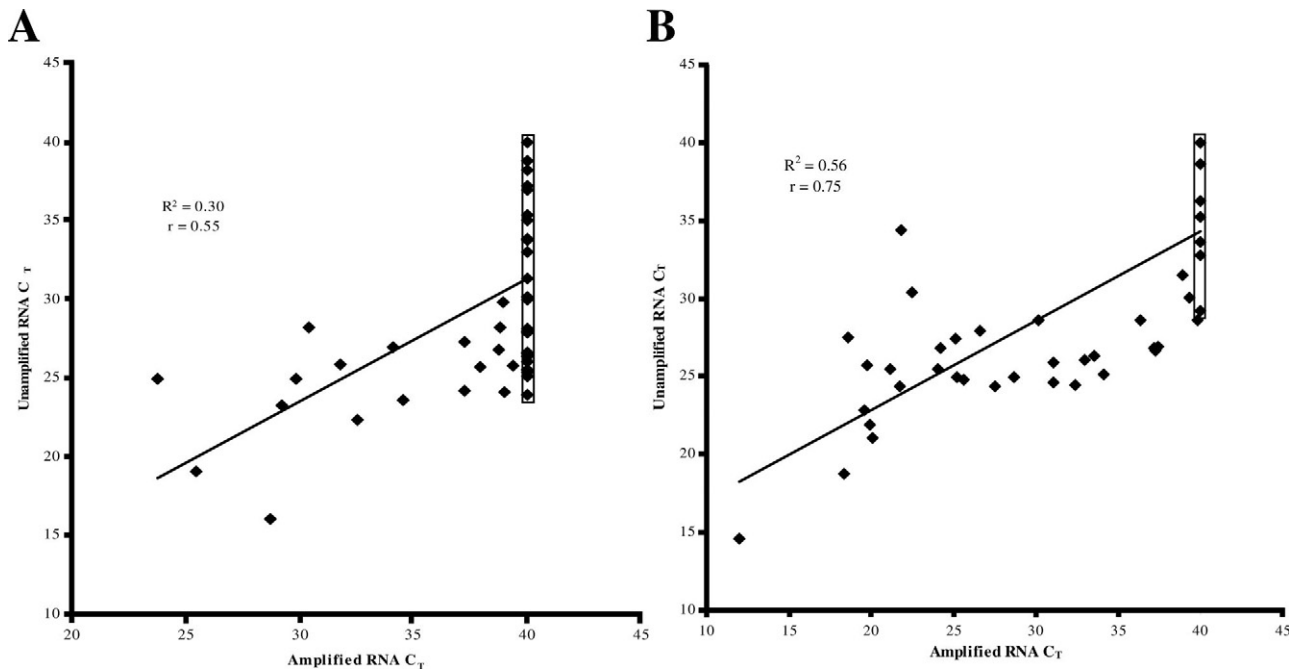 A
Unamplified RNA C T
45
40
35
30
25
20
15
10
R² = 0.30
r = 0.55
20 25 30 35 40 45
Amplified RNA CT
B
Unamplified RNA CT
45
40
35
30
25
20
15
10
R² = 0.56
r = 0.75
10 15 20 25 30 35 40 45
Amplified RNA CT